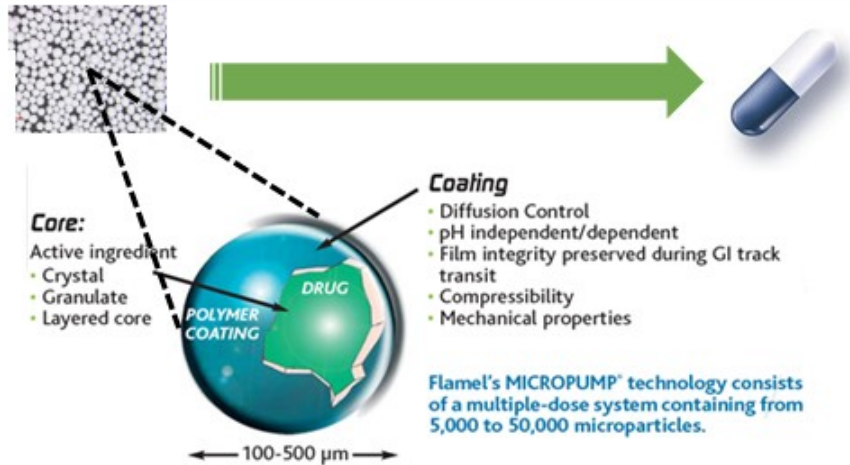 Core:
Active ingredient
• Crystal
• Granulate
• Layered core
POLYMER
COATING
DRUG
Coating
• Diffusion Control
• pH independent/dependent
• Film integrity preserved during GI track
transit
• Compressibility
• Mechanical properties
Flamel's MICROPUMP® technology consists
of a multiple-dose system containing from
5,000 to 50,000 microparticles.
100-500 µm